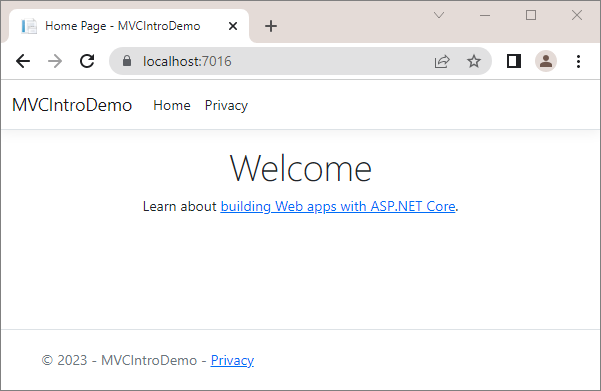 Home Page - MVCIntroDemo
localhost:7016
MVCIntroDemo Home Privacy
Welcome
Learn about building Web apps with ASP.NET Core.
© 2023 - MVCIntroDemo - Privacy